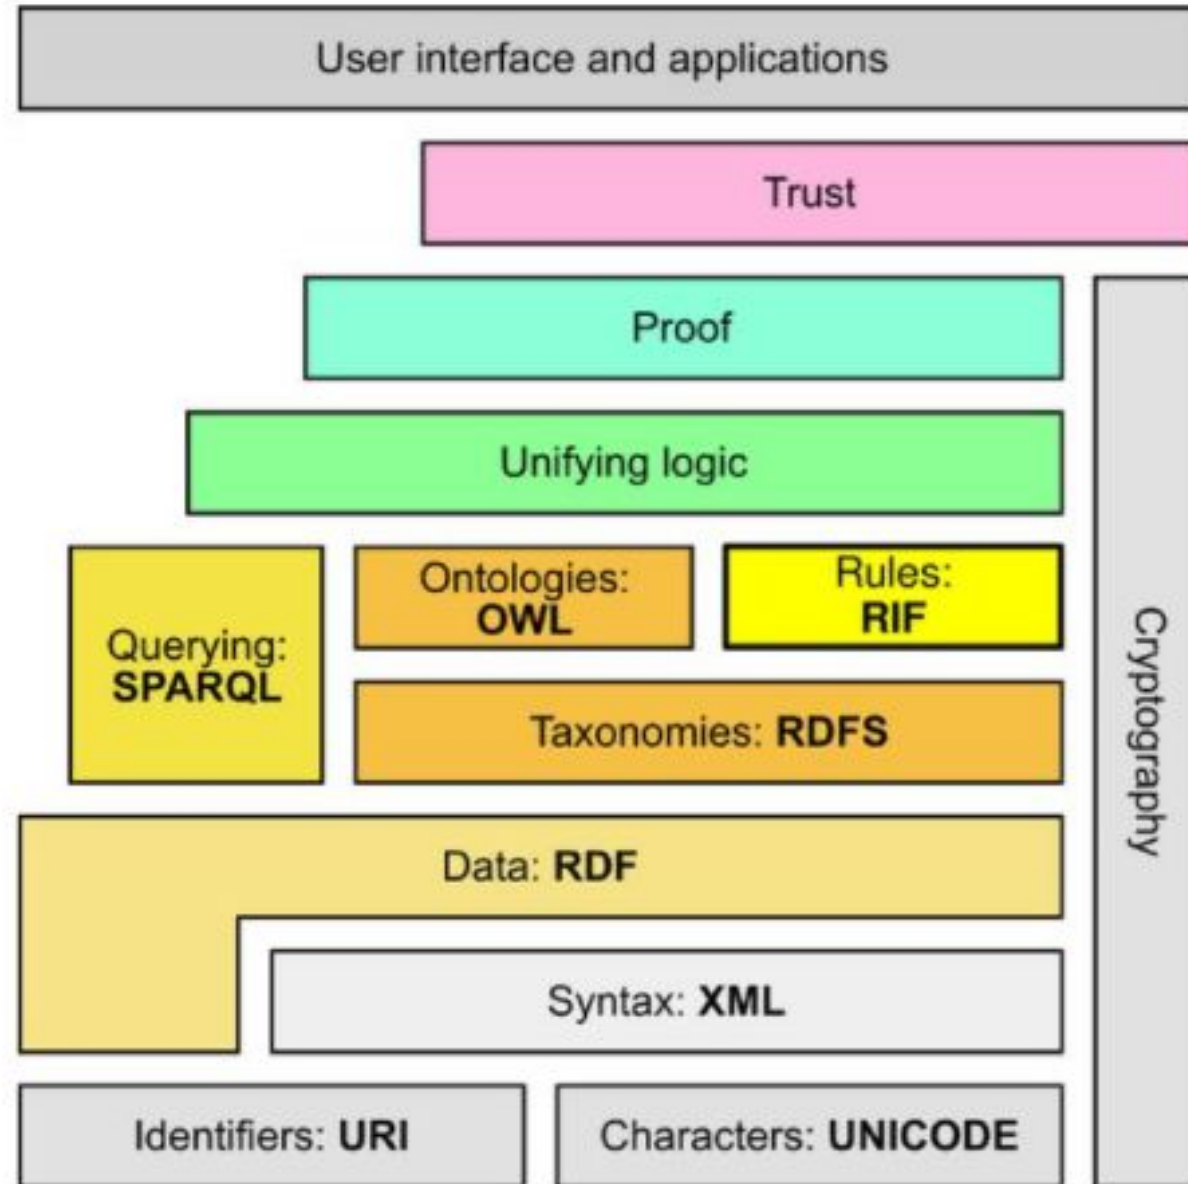 User interface and applications
Trust
Proof
Unifying logic
Ontologies:
OWL
Rules:
RIF
Querying:
SPARQL
Taxonomies: RDFS
Cryptography
Data: RDF
Syntax: XML
Identifiers: URI
Characters: UNICODE